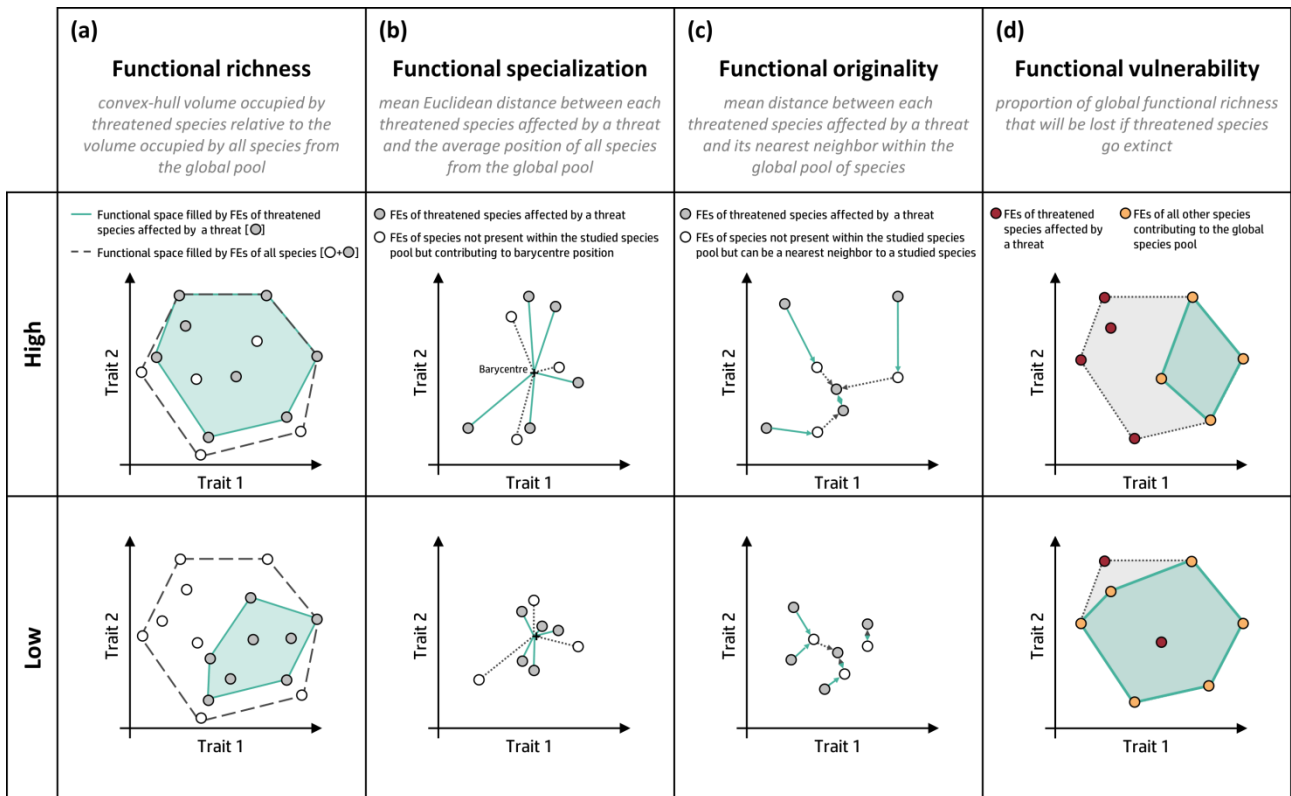 (a)
Functional richness
convex-hull volume occupied by
threatened species relative to the
volume occupied by all species from
the global pool
(b)
Functional specialization
mean Euclidean distance between each
threatened species affected by a threat
and the average position of all species
from the global pool
(c)
Functional originality
mean distance between each
threatened species affected by a threat
and its nearest neighbor within the
global pool of species
(d)
Functional vulnerability
proportion of global functional richness
that will be lost if threatened species
go extinct
High
Functional space filled by FEs of threatened
species affected by a threat [ ]
Functional space filled by FEs of all species [ + ]
Trait 2
Trait 1
FEs of threatened species affected by a threat
FEs of species not present within the studied species
pool but contributing to barycentre position
Barycentre
Trait 2
Trait 1
FEs of threatened species affected by a threat
FEs of species not present within the studied species
pool but can be a nearest neighbor to a studied species
Trait 2
Trait 1
FEs of threatened
species affected by
a threat
FEs of all other species
contributing to the global
species pool
Trait 2
Trait 1
Low
Trait 2
Trait 1
Trait 2
Trait 1
Trait 2
Trait 1
Trait 2
Trait 1